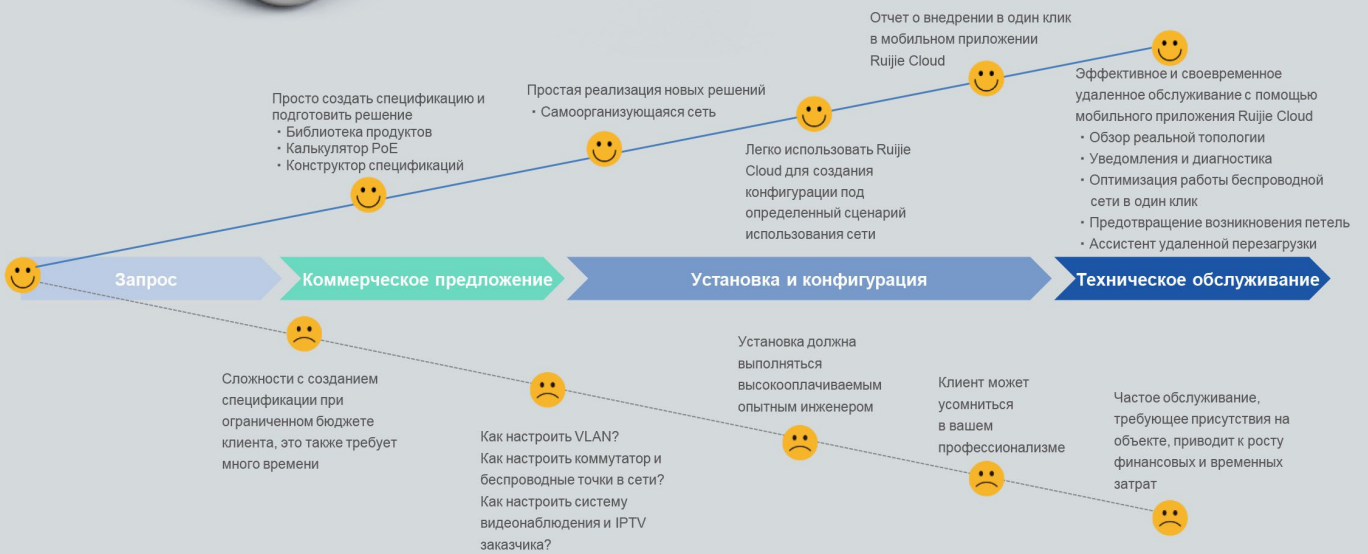 Отчет о внедрении в один клик
в мобильном приложении
Ruijie Cloud
Просто создать спецификацию и
подготовить решение
・Библиотека продуктов
・Калькулятор PoE
・Конструктор спецификаций
Простая реализация новых решений
・Самоорганизующаяся сеть
Легко использовать Ruijie
Cloud для создания
конфигурации под
определенный сценарий
использования сети
Эффективное и своевременное
удаленное обслуживание с помощью
мобильного приложения Ruijie Cloud
・Обзор реальной топологии
・Уведомления и диагностика
・Оптимизация работы беспроводной
сети в один клик
・Предотвращение возникновения петель
・Ассистент удаленной перезагрузки
Запрос
Коммерческое предложение
Установка и конфигурация
Техническое обслуживание
Сложности с созданием
спецификации при
ограниченном бюджете
клиента, это также требует
много времени
Как настроить VLAN?
Как настроить коммутатор и
беспроводные точки в сети?
Как настроить систему
видеонаблюдения и IPTV
заказчика?
Установка должна
выполняться
высокооплачиваемым
опытным инженером
Клиент может
усомниться
в вашем
профессионализме
Частое обслуживание,
требующее присутствия на
объекте, приводит к росту
финансовых и временных
затрат